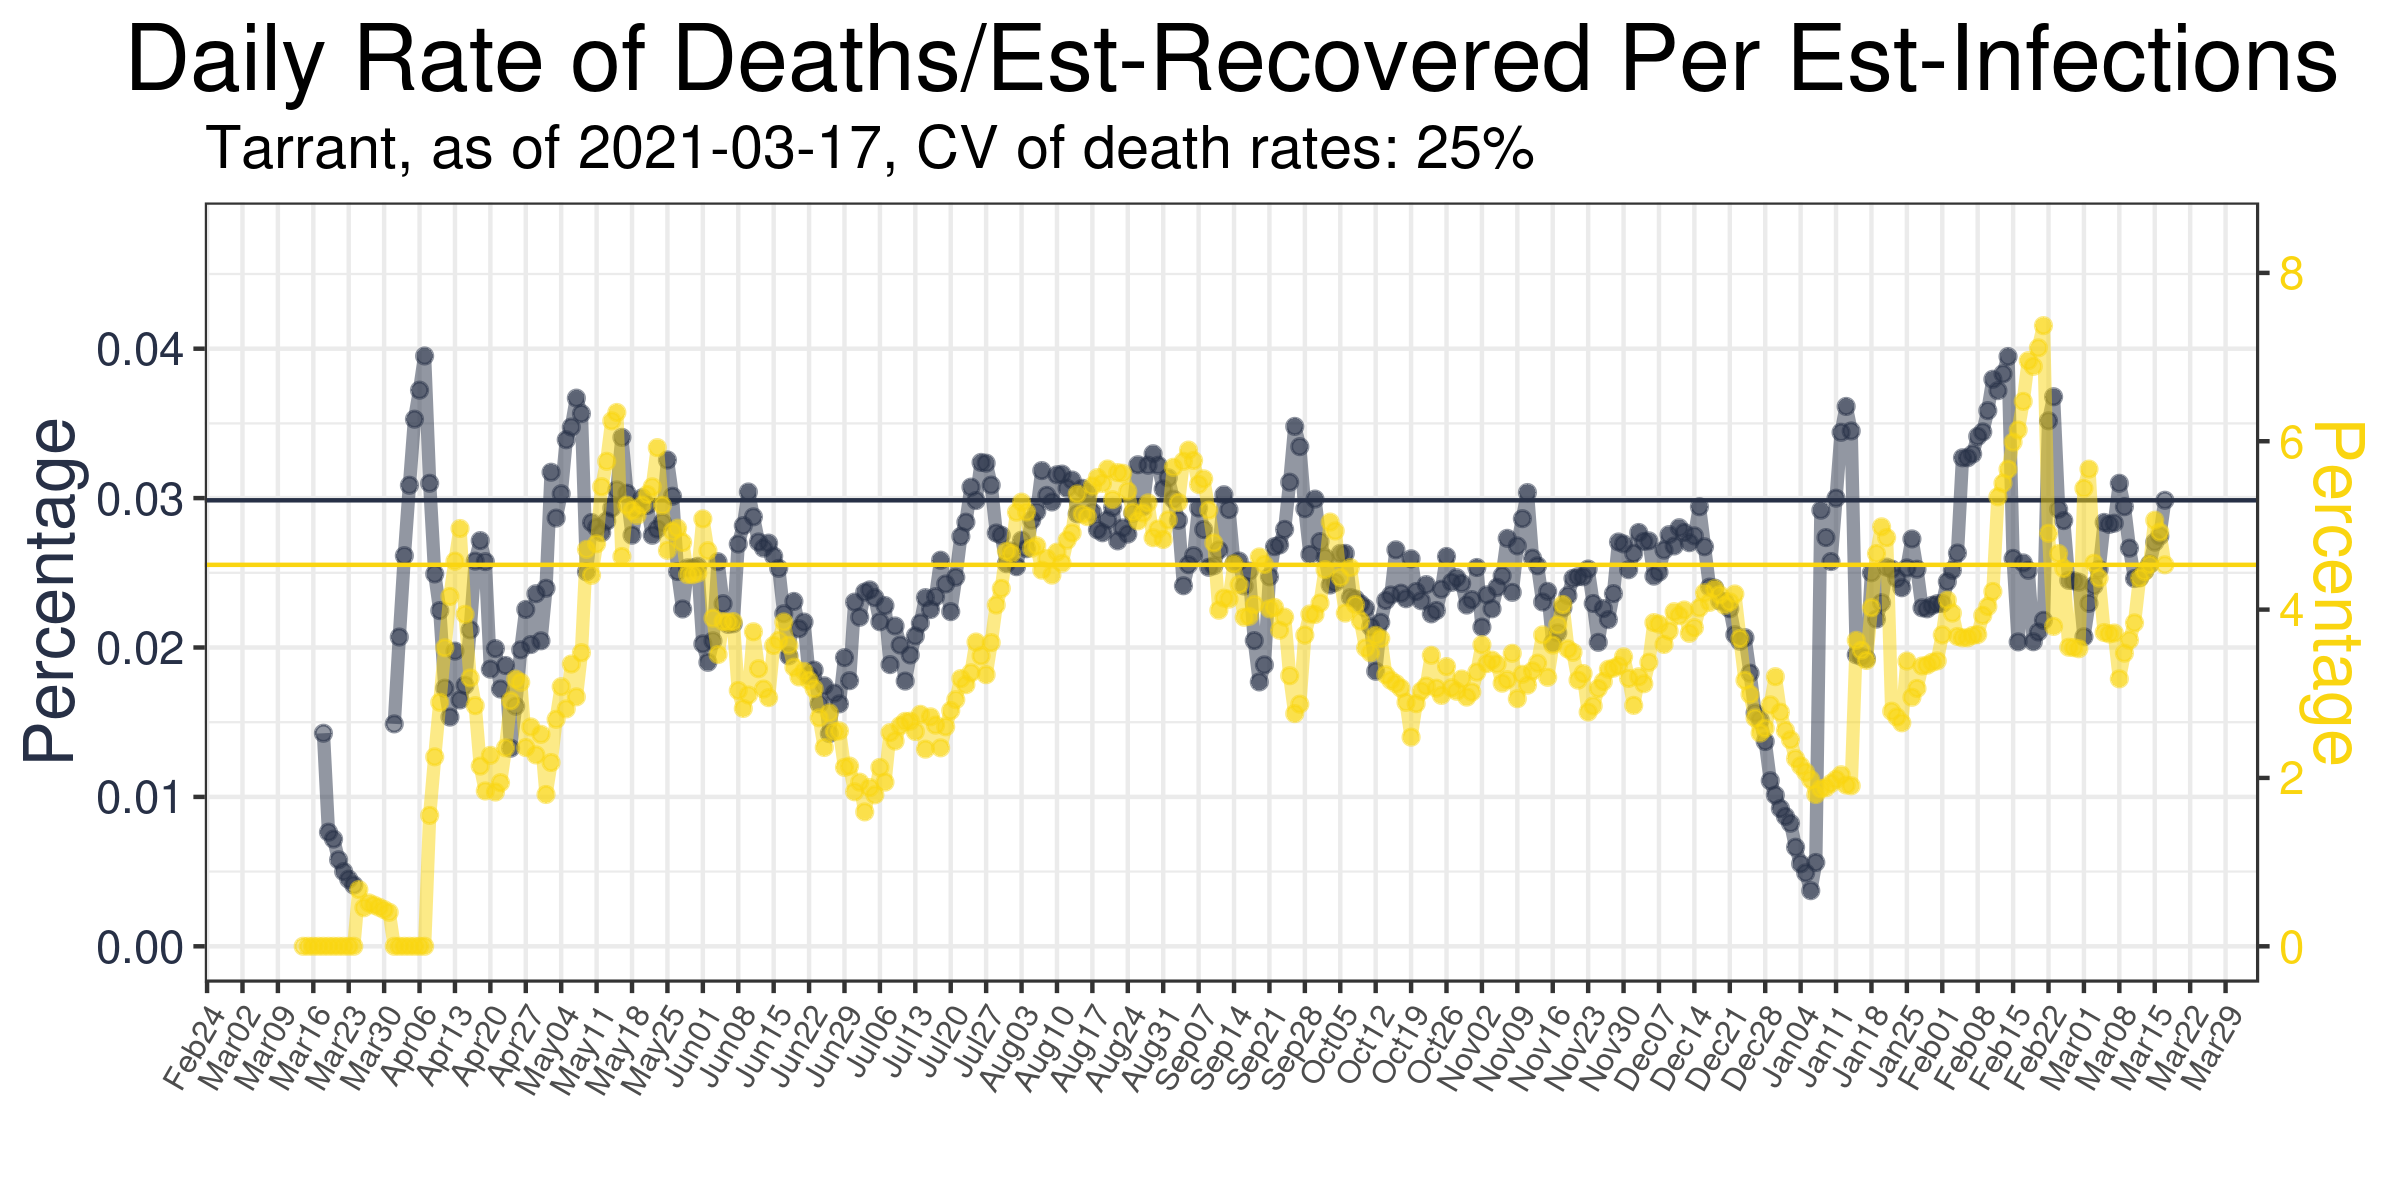 Daily Rate of Deaths/Est-Recovered Per Est-Infections
Tarrant, as of 2021-03-17, CV of death rates: 25%
Percentage
0.04
0.03
0.02
0.01
0.00
8
6
4
2
0
Percentage
Feb24
Mar02
Mar09
Mar16
Mar23
Mar30
Apr06
Apr13
Apr20
Apr27
May04
May11
May18
May25
Jun01
Jun08
Jun15
Jun22
Jun29
Jul06
Jul13
Jul20
Jul27
Aug03
Aug10
Aug17
Aug24
Aug31
Sep07
Sep14
Sep21
Sep28
Oct05
Oct12
Oct19
Oct26
Nov02
Nov09
Nov16
Nov23
Nov30
Dec07
Dec14
Dec21
Dec28
Jan04
Jan11
Jan18
Jan25
Feb01
Feb08
Feb15
Feb22
Mar01
Mar08
Mar15
Mar22
Mar29